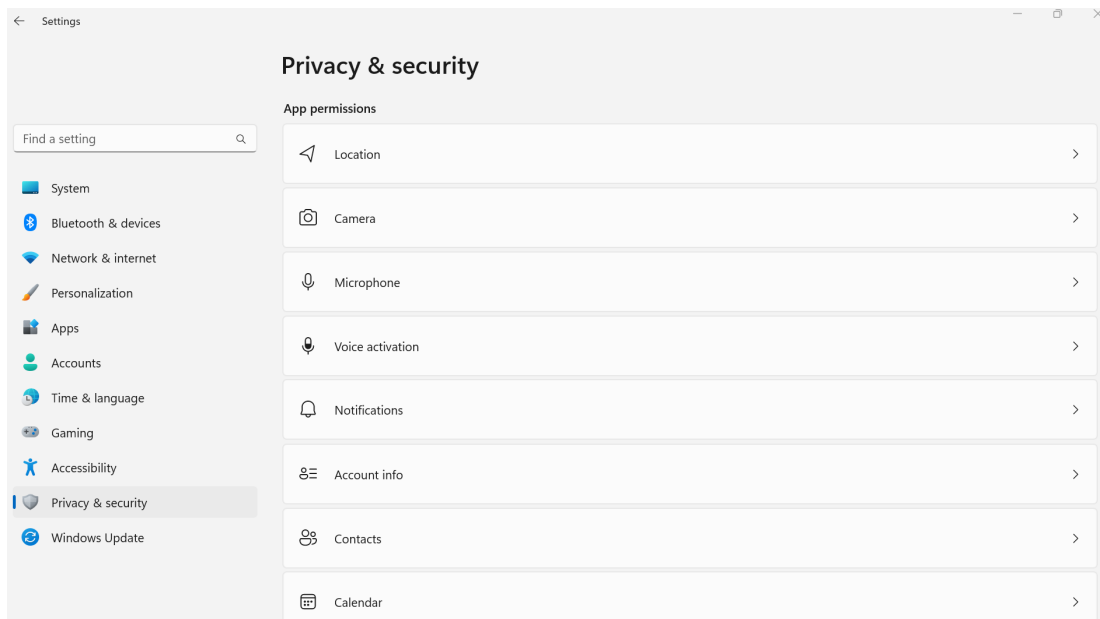 Settings
Privacy & security
App permissions
Find a setting
Location
Camera
Microphone
Voice activation
Notifications
Account info
Contacts
Calendar
System
Bluetooth & devices
Network & internet
Personalization
Apps
Accounts
Time & language
Gaming
Accessibility
Privacy & security
Windows Update